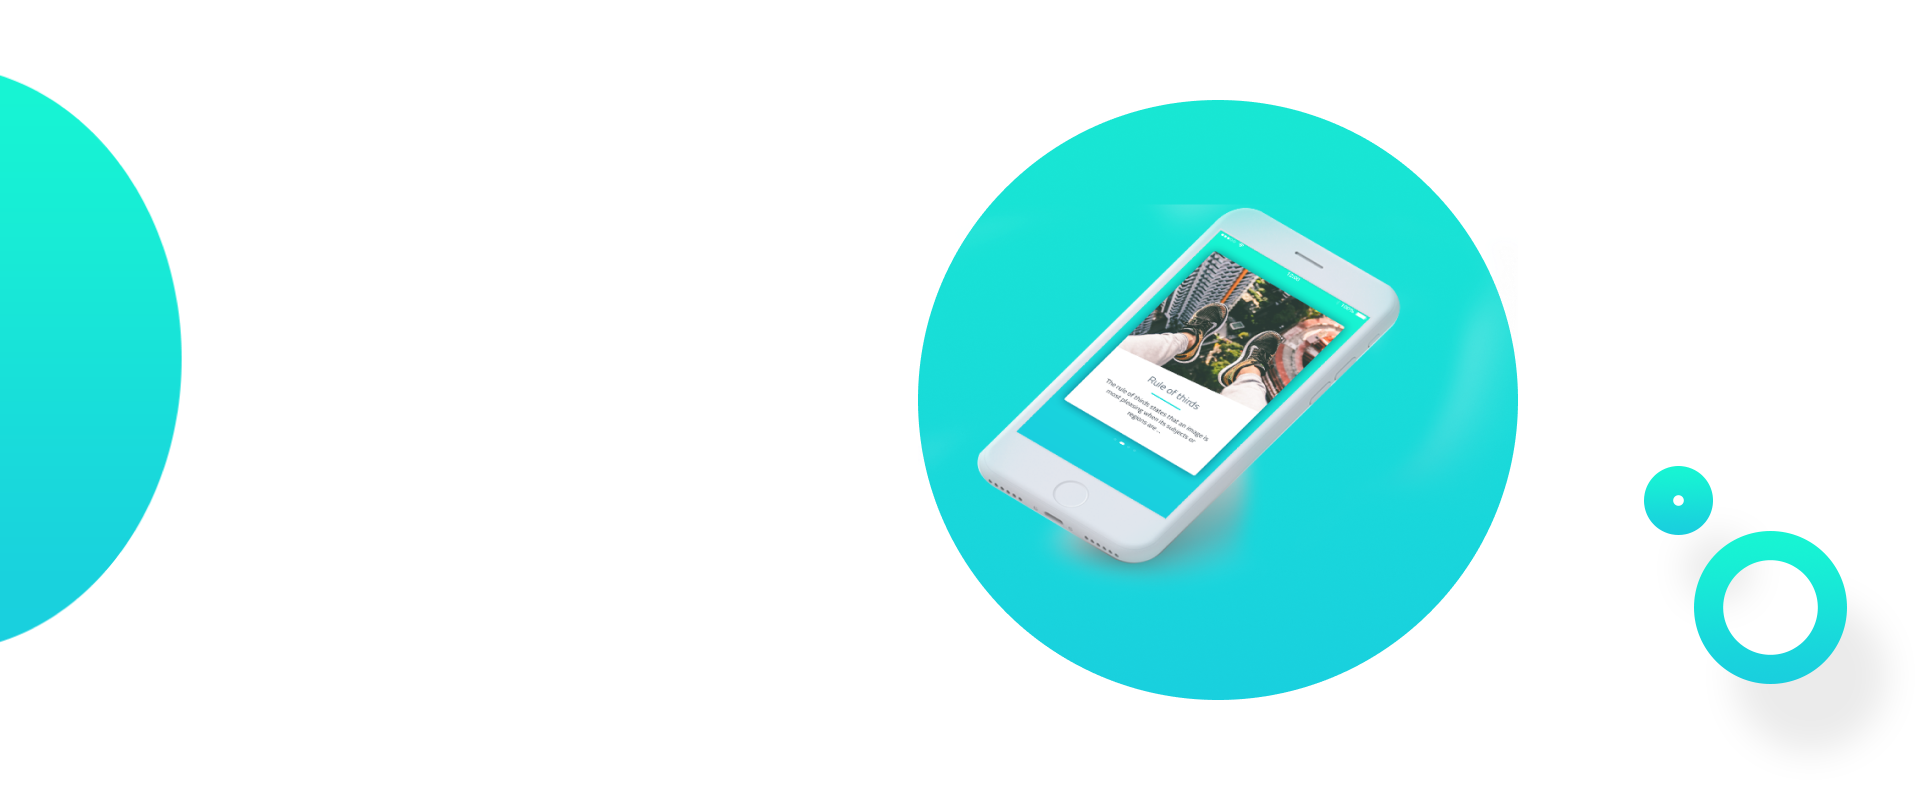 Rule of thirds
The rule of thirds states that an image is
most pleasing when its subjects or
regions are ...